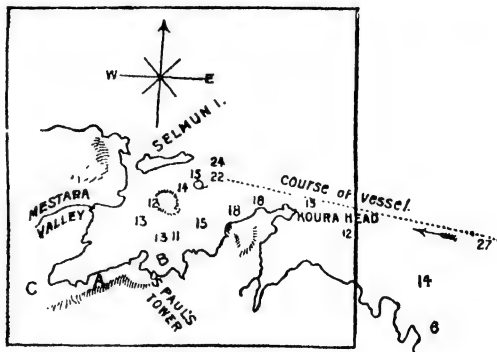 W E
SELMUN I.
24
15 22
14
course of vessel.
MESTARA
VALLEY
12
13
15
18 18
13
KOURA HEAD
12
27
13 11
B
14
C
A
S PAUL'S
TOWER
6